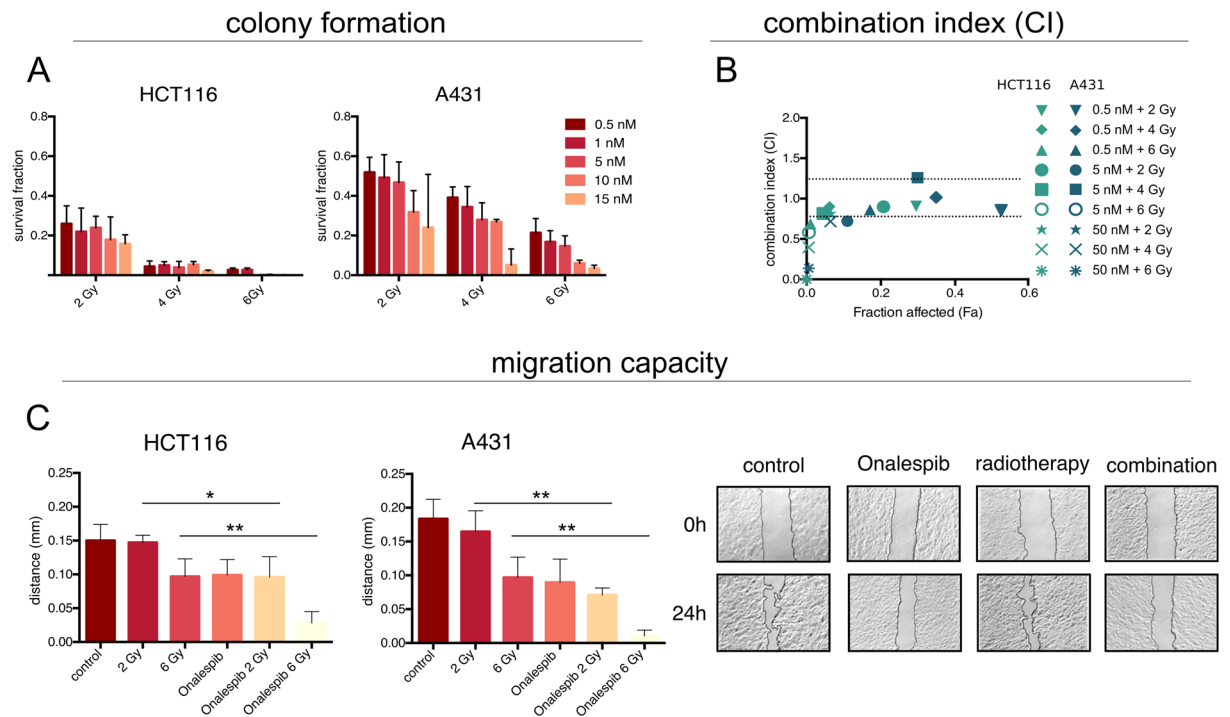 colony formation
combination index (CI)
A
HCT116
A431
survival fraction
0.8
0.6
0.4
0.2
2 Gy
4 Gy
6Gy
survival fraction
0.8
0.6
0.4
0.2
0.0
2 Gy
4 Gy
6 Gy
0.5 nM
1 nM
5 nM
10 nM
15 nM
B
HCT116 A431
combination index (CI)
2.0
1.5
1.0
0.5
0.0
0.0 0.2 0.4 0.6
Fraction affected (Fa)
0.5 nM + 2 Gy
0.5 nM + 4 Gy
0.5 nM + 6 Gy
5 nM + 2 Gy
5 nM + 4 Gy
5 nM + 6 Gy
50 nM + 2 Gy
50 nM + 4 Gy
50 nM + 6 Gy
migration capacity
C
HCT116
distance (mm)
0.25
0.20
0.15
0.10
0.05
0.00
*
**
control
2 Gy
6 Gy
Onalespib
Onalespib 2 Gy
Onalespib 6 Gy
A431
distance (mm)
0.25
0.20
0.15
0.10
0.05
0.00
**
**
control
2 Gy
6 Gy
Onalespib
Onalespib 2 Gy
Onalespib 6 Gy
control Onalespib radiotherapy combination
0h
24h